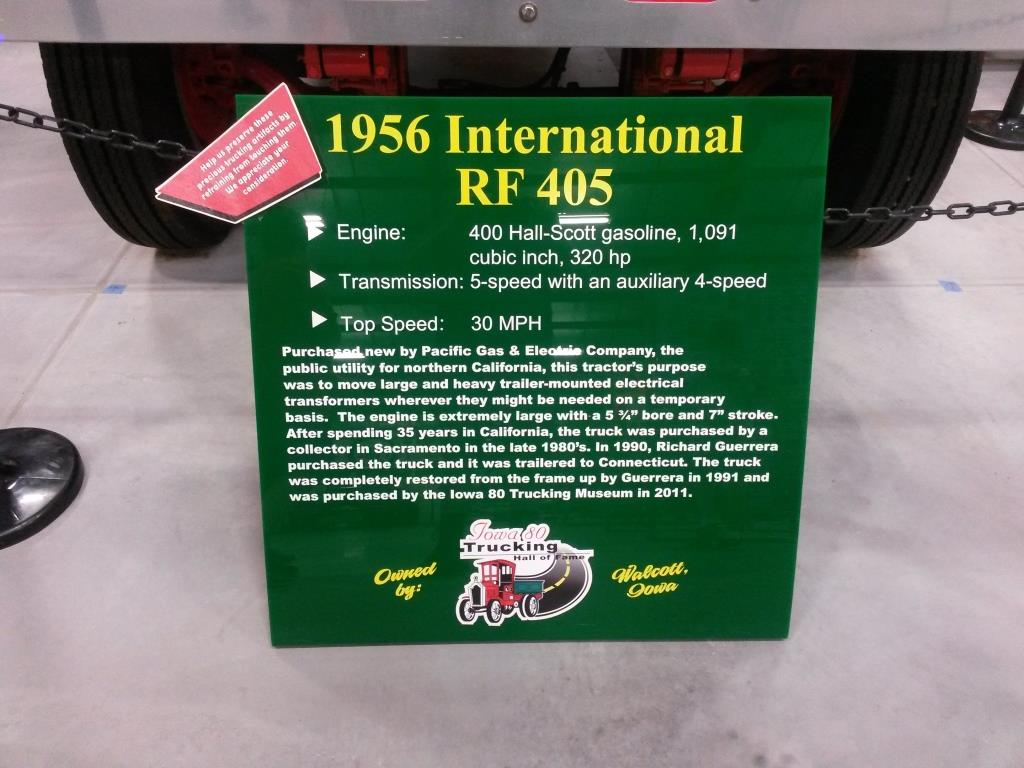 Help us preserve these
precious trucking artifacts by
refraining from touching them.
We appreciate your
consideration.
1956 International
RF 405
Engine: 400 Hall-Scott gasoline, 1,091
cubic inch, 320 hp
Transmission: 5-speed with an auxiliary 4-speed
Top Speed: 30 MPH
Purchased new by Pacific Gas & Electric Company, the
public utility for northern California, this tractor's purpose
was to move large and heavy trailer-mounted electrical
transformers wherever they might be needed on a temporary
basis. The engine is extremely large with a 5 ¾” bore and 7” stroke.
After spending 35 years in California, the truck was purchased by a
collector in Sacramento in the late 1980's. In 1990, Richard Guerrera
purchased the truck and it was trailered to Connecticut. The truck
was completely restored from the frame up by Guerrera in 1991 and
was purchased by the Iowa 80 Trucking Museum in 2011.
Owned
by:
Iowa 80
Trucking
Hall of Fame
Walcott,
Iowa